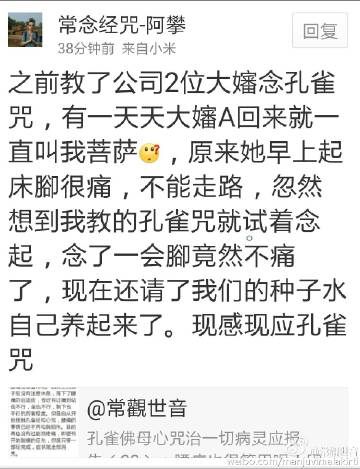 常念经咒-阿攀
38分钟前 来自小米
回复
之前教了公司2位大嬸念孔雀
咒，有一天天大嬸A回来就一
直叫我菩萨，原来她早上起
床腳很痛，不能走路，忽然
想到我教的孔雀咒就试着念
起，念了一会腳竟然不痛
了，现在还请了我们的种子水
自己养起来了。现感现应孔雀
咒
@常觀世音
孔雀佛母心咒治一切病灵应报